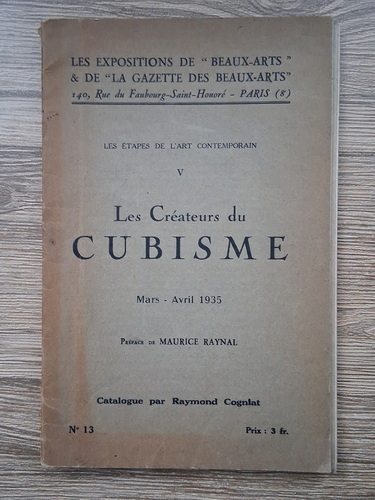 LES EXPOSITIONS DE "BEAUX-ARTS"
& DE "LA GAZETTE DES BEAUX-ARTS"
140, Rue du Faubourg-Saint-Honoré - PARIS (8ᵉ)
LES ÉTAPES DE L'ART CONTEMPORAIN
V
Les Créateurs du
CUBISME
Mars - Avril 1935
PRÉFACE DE MAURICE RAYNAL
Catalogue par Raymond Cogniat
N° 13
Prix : 3 fr.